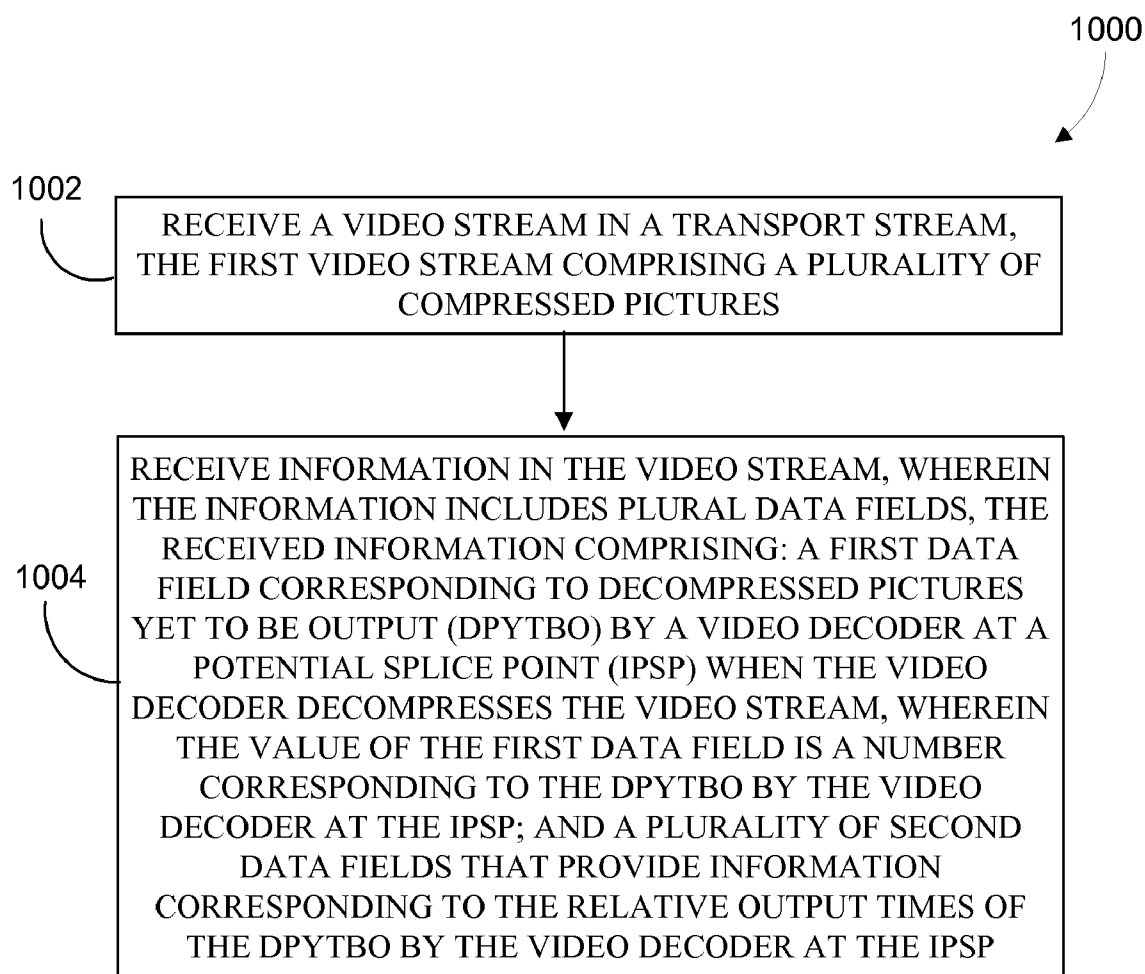 1000
1002
RECEIVE A VIDEO STREAM IN A TRANSPORT STREAM,
THE FIRST VIDEO STREAM COMPRISING A PLURALITY OF
COMPRESSED PICTURES
1004
RECEIVE INFORMATION IN THE VIDEO STREAM, WHEREIN
THE INFORMATION INCLUDES PLURAL DATA FIELDS, THE
RECEIVED INFORMATION COMPRISING: A FIRST DATA
FIELD CORRESPONDING TO DECOMPRESSED PICTURES
YET TO BE OUTPUT (DPYTBO) BY A VIDEO DECODER AT A
POTENTIAL SPLICE POINT (IPSP) WHEN THE VIDEO
DECODER DECOMPRESSES THE VIDEO STREAM, WHEREIN
THE VALUE OF THE FIRST DATA FIELD IS A NUMBER
CORRESPONDING TO THE DPYTBO BY THE VIDEO
DECODER AT THE IPSP; AND A PLURALITY OF SECOND
DATA FIELDS THAT PROVIDE INFORMATION
CORRESPONDING TO THE RELATIVE OUTPUT TIMES OF
THE DPYTBO BY THE VIDEO DECODER AT THE IPSP